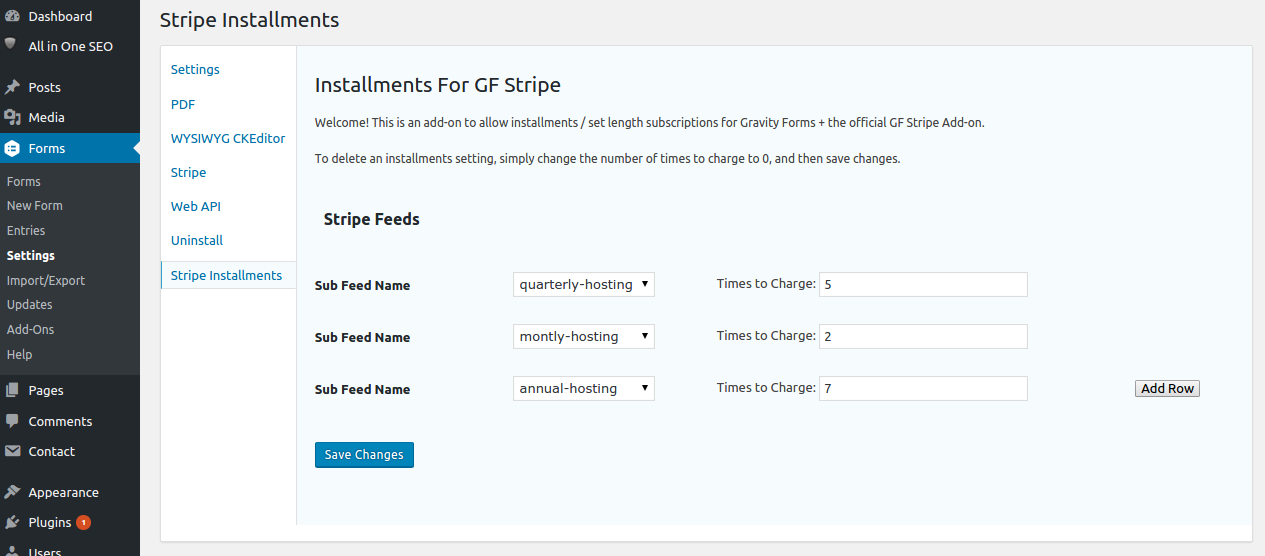 Dashboard
All in One SEO
Posts
Media
Forms
Forms
New Form
Entries
Settings
Import/Export
Updates
Add-Ons
Help
Pages
Comments
Contact
Appearance
Plugins 1
Users
Stripe Installments
Settings
PDF
WYSIWYG CKEditor
Stripe
Web API
Uninstall
Stripe Installments
Installments For GF Stripe
Welcome! This is an add-on to allow installments / set length subscriptions for Gravity Forms + the official GF Stripe Add-on.
To delete an installments setting, simply change the number of times to charge to 0, and then save changes.
Stripe Feeds
Sub Feed Name quarterly-hosting Times to Charge: 5
Sub Feed Name montly-hosting Times to Charge: 2
Sub Feed Name annual-hosting Times to Charge: 7 Add Row
Save Changes